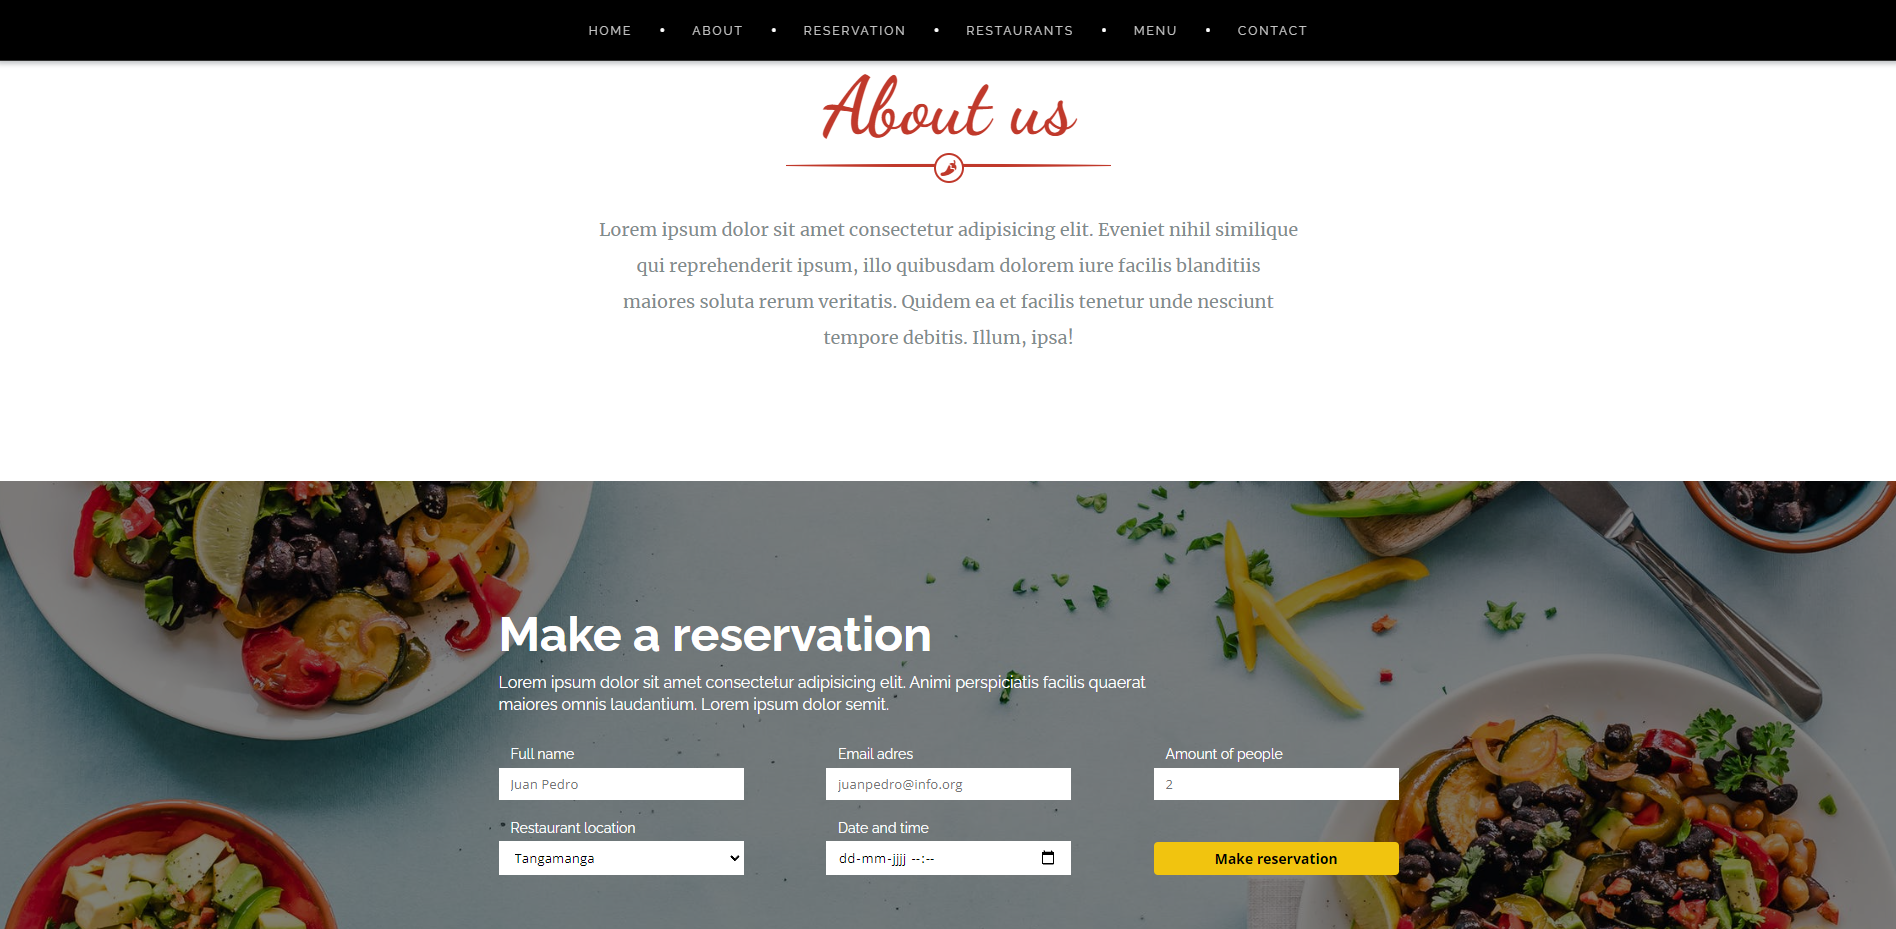 HOME • ABOUT • RESERVATION • RESTAURANTS • MENU • CONTACT
About us
Lorem ipsum dolor sit amet consectetur adipisicing elit. Eveniet nihil similique
qui reprehenderit ipsum, illo quibusdam dolorem iure facilis blanditiis
maiores soluta rerum veritatis. Quidem ea et facilis tenetur unde nesciunt
tempore debitis. Illum, ipsa!
Make a reservation
Lorem ipsum dolor sit amet consectetur adipisicing elit. Animi perspiciatis facilis quaerat
maiores omnis laudantium. Lorem ipsum dolor semit.
Full name Email adres Amount of people
Juan Pedro juanpedro@info.org 2
Restaurant location Date and time
Tangamanga dd-mm-jjjj --:-- Make reservation